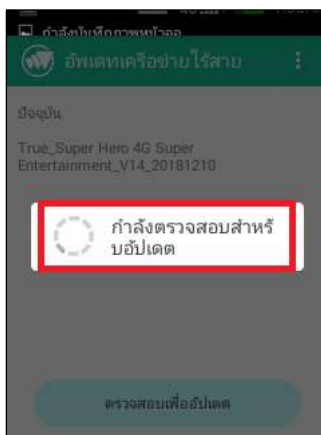 กำลังบันทึกภาพหน้าจอ
อัพเดทเครือข่ายไร้สาย
ปัจจุบัน
True_Super Hero 4G Super
Entertainment_V14_20181210
กำลังตรวจสอบสำหรั
บอัปเดต
ตรวจสอบเพื่ออัปเดต